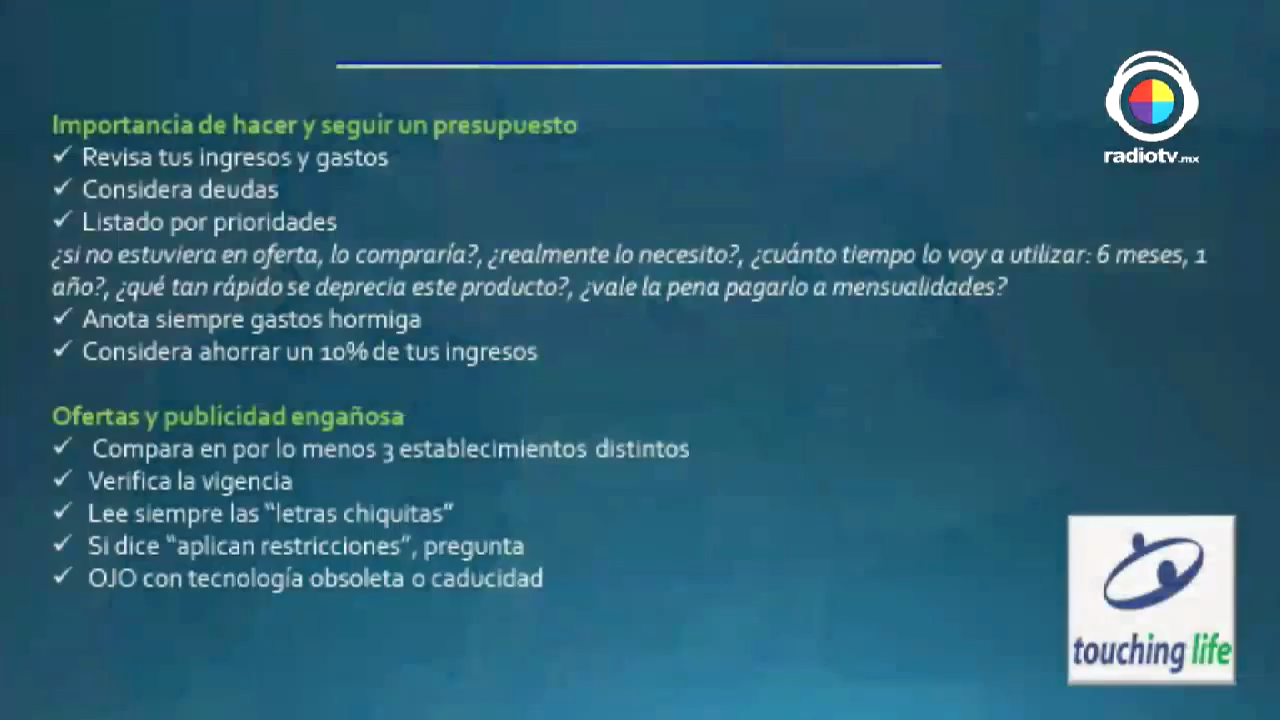 radiotv.mx
Importancia de hacer y seguir un presupuesto
✓ Revisa tus ingresos y gastos
✓ Considera deudas
✓ Listado por prioridades
¿si no estuviera en oferta, lo compraría?, ¿realmente lo necesito?, ¿cuánto tiempo lo voy a utilizar: 6 meses, 1
año?, ¿qué tan rápido se deprecia este producto?, ¿vale la pena pagarlo a mensualidades?
✓ Anota siempre gastos hormiga
✓ Considera ahorrar un 10% de tus ingresos
Ofertas y publicidad engañosa
✓ Compara en por lo menos 3 establecimientos distintos
✓ Verifica la vigencia
✓ Lee siempre las “letras chiquitas”
✓ Si dice “aplican restricciones”, pregunta
✓ OJO con tecnología obsoleta o caducidad
touching life